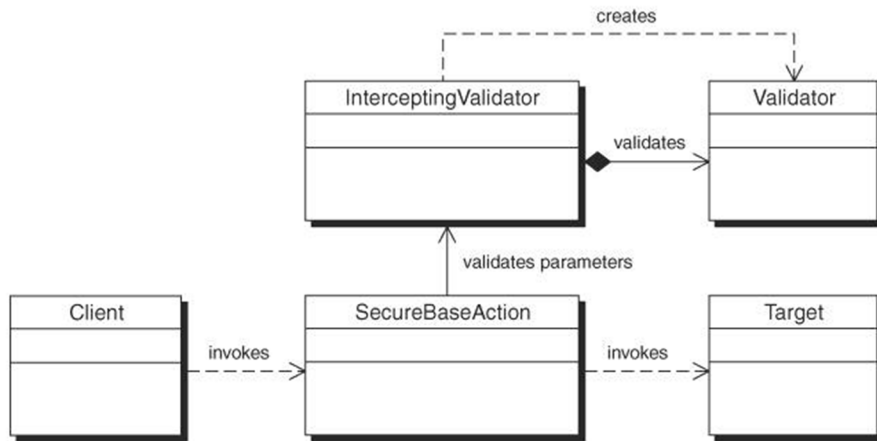 creates
InterceptingValidator
Validator
validates
validates parameters
Client
SecureBaseAction
Target
invokes
invokes